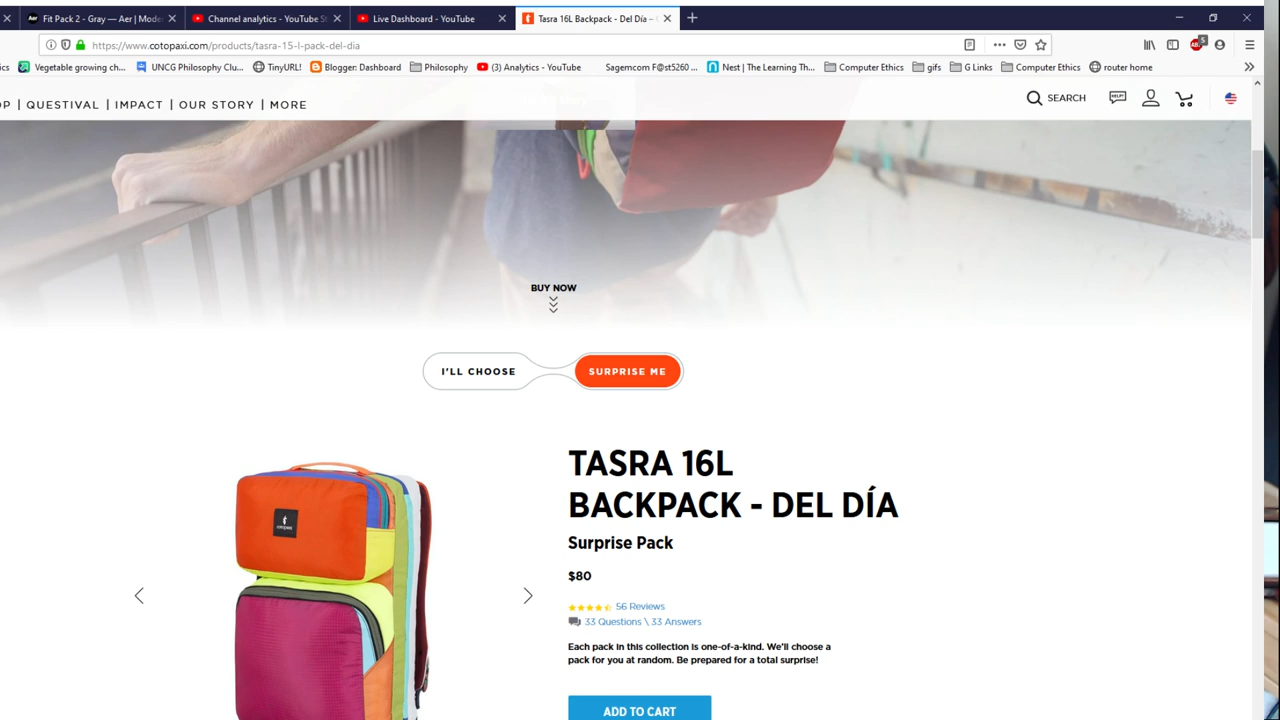 Fit Pack 2 - Gray — Aer | Mode
Channel analytics - YouTube S
Live Dashboard - YouTube
Tasra 16L Backpack - Del Día –
https://www.cotopaxi.com/products/tasra-15-l-pack-del-dia
ics
Vegetable growing ch...
UNCG Philosophy Clu...
TinyURL!
Blogger: Dashboard
Philosophy
(3) Analytics - YouTube
Sagemcom F@st5260 ...
Nest | The Learning Th...
Computer Ethics
gifs
G Links
Computer Ethics
router home
OP | QUESTIVAL | IMPACT | OUR STORY | MORE
SEARCH
HELP!
BUY NOW
I'LL CHOOSE
SURPRISE ME
cotopaxi
TASRA 16L
BACKPACK - DEL DÍA
Surprise Pack
$80
56 Reviews
33 Questions \ 33 Answers
Each pack in this collection is one-of-a-kind. We'll choose a
pack for you at random. Be prepared for a total surprise!
ADD TO CART